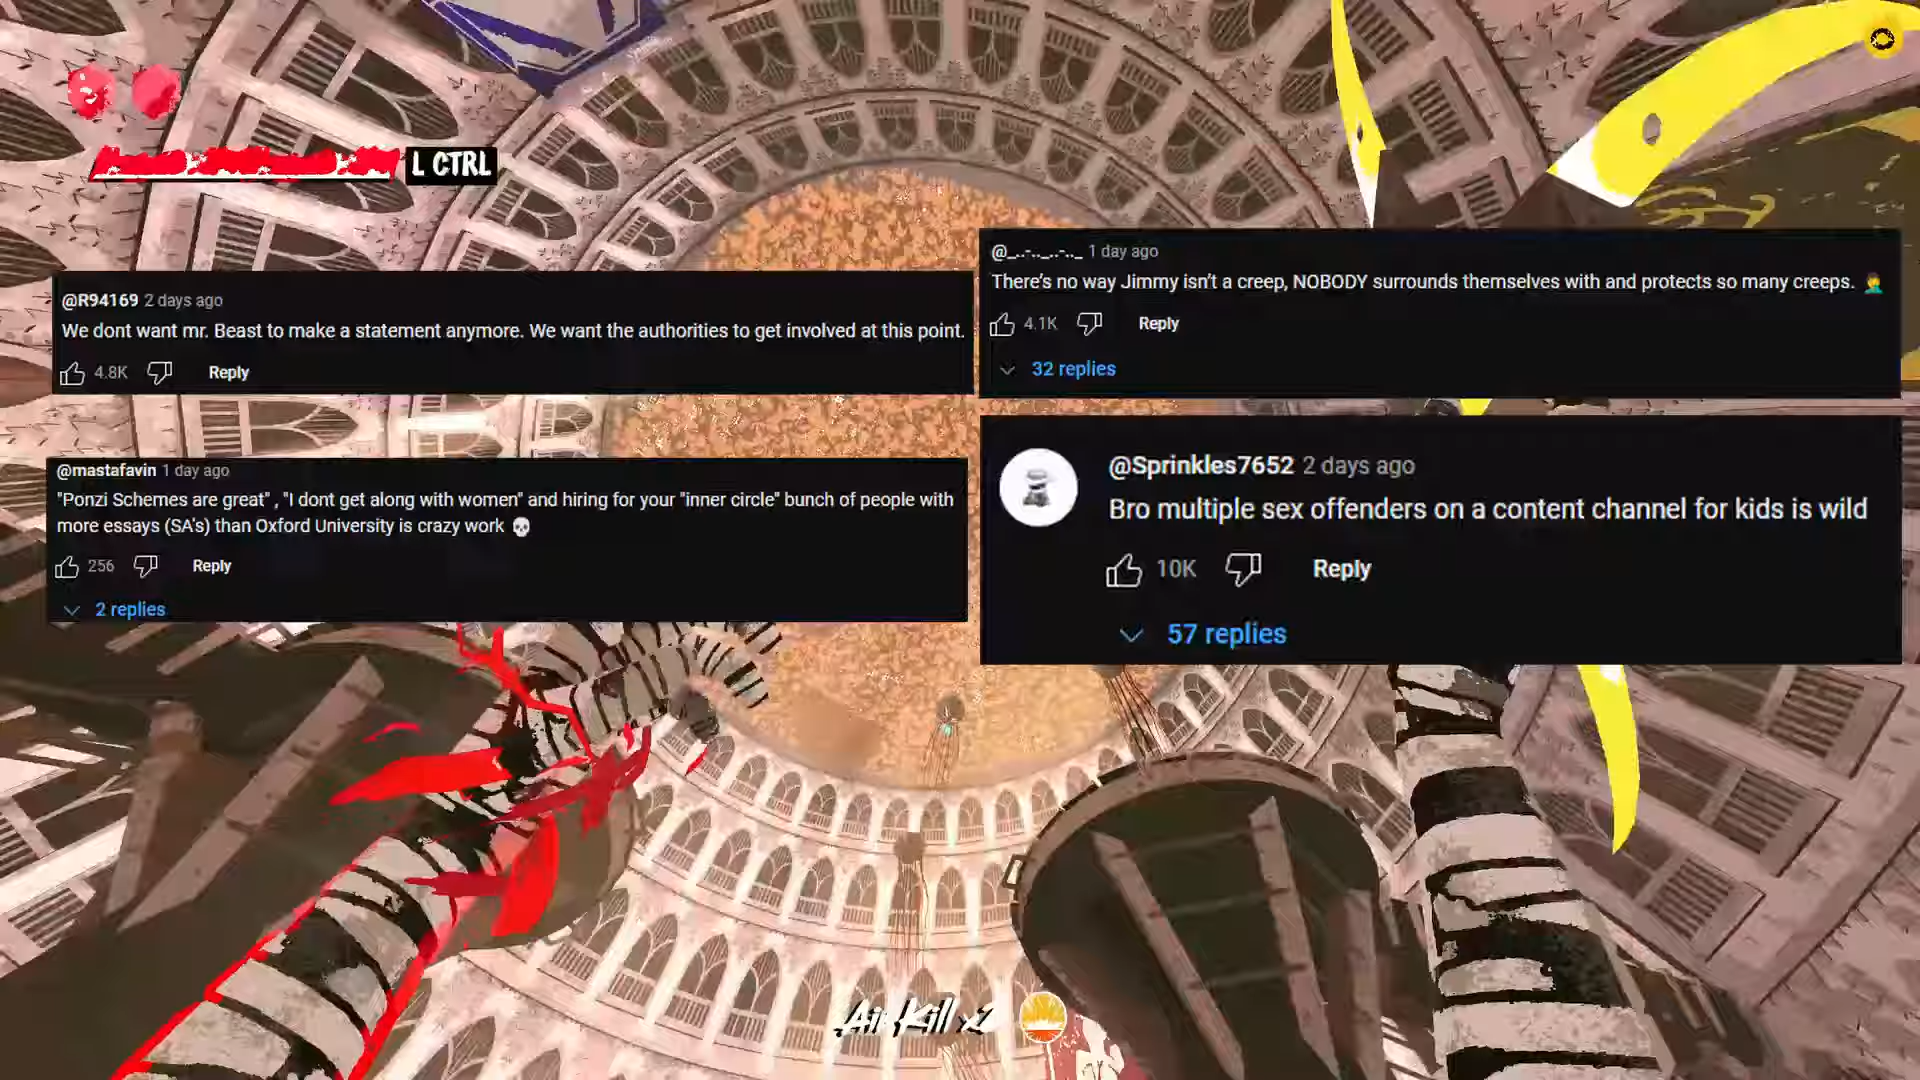 L CTRL
@R94169 2 days ago
We dont want mr. Beast to make a statement anymore. We want the authorities to get involved at this point.
4.8K Reply
@_..-.._..-.._ 1 day ago
There's no way Jimmy isn't a creep, NOBODY surrounds themselves with and protects so many creeps. 🤦‍♂️
4.1K Reply
32 replies
@mastafavin 1 day ago
"Ponzi Schemes are great" , "I dont get along with women" and hiring for your "inner circle" bunch of people with
more essays (SA's) than Oxford University is crazy work 💀
256 Reply
2 replies
@Sprinkles7652 2 days ago
Bro multiple sex offenders on a content channel for kids is wild
10K Reply
57 replies
Air Kill x2